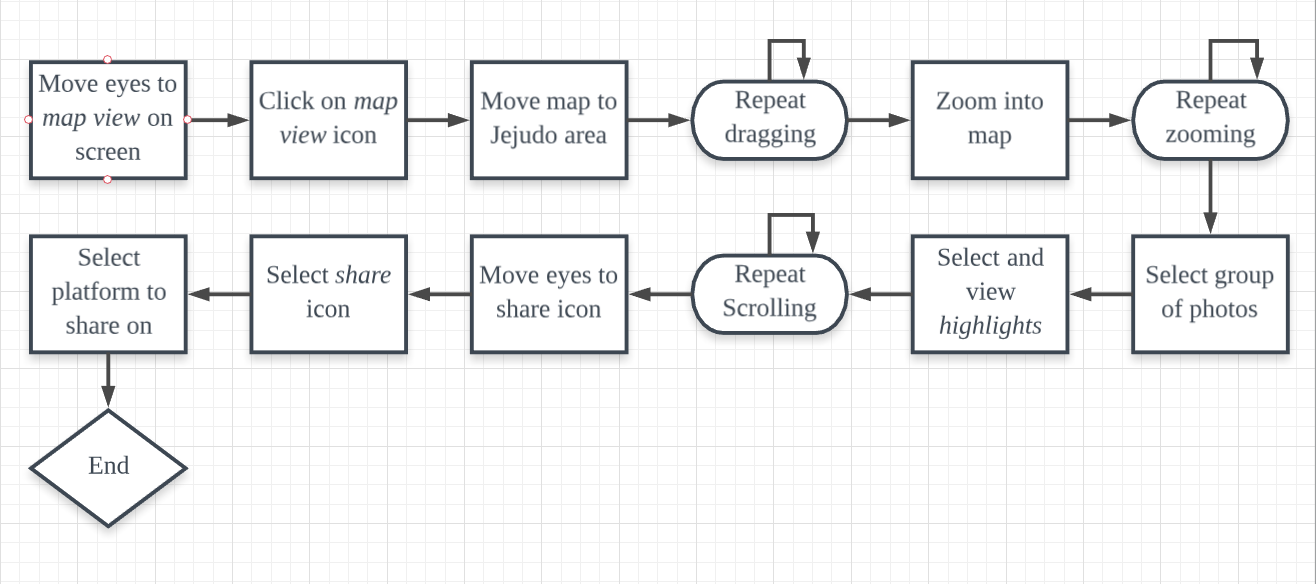 Move eyes to
map view on
screen
Click on map
view icon
Move map to
Jejudo area
Repeat
dragging
Zoom into
map
Repeat
zooming
Select group
of photos
Select and
view
highlights
Repeat
Scrolling
Move eyes to
share icon
Select share
icon
Select
platform to
share on
End